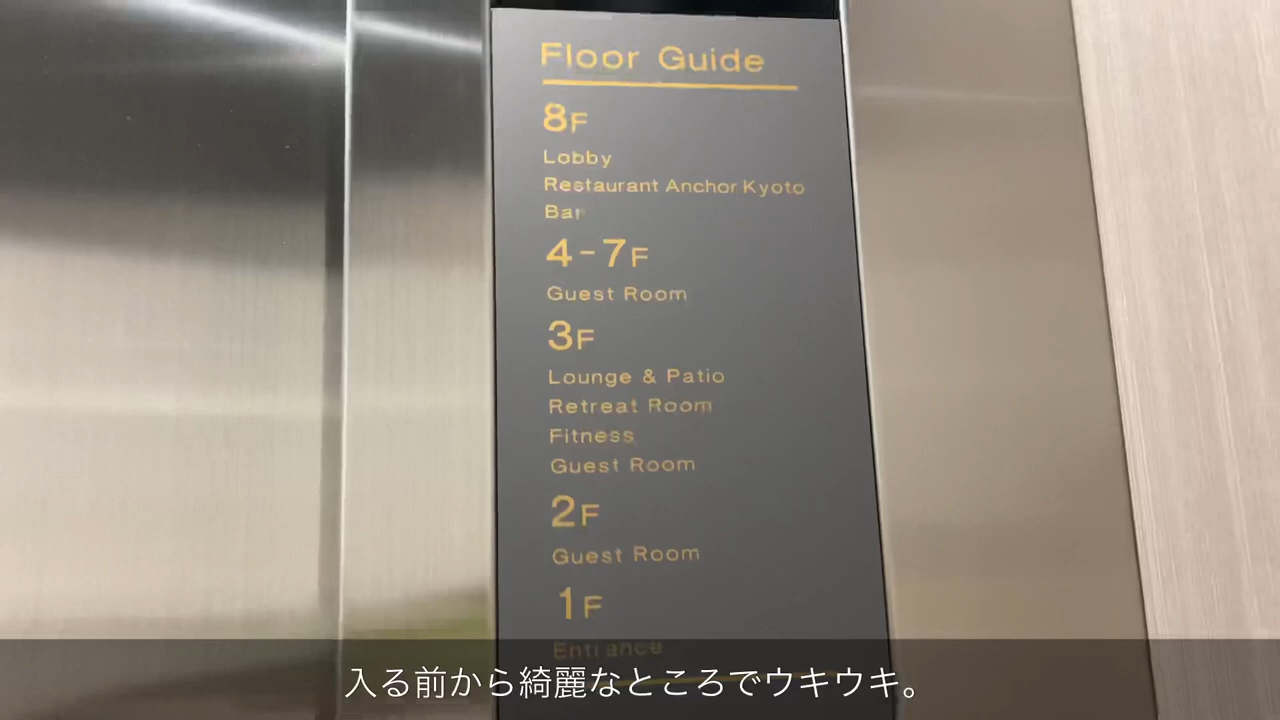 Floor Guide
8F
Lobby
Restaurant Anchor Kyoto
Bar
4-7F
Guest Room
3F
Lounge & Patio
Retreat Room
Fitness
Guest Room
2F
Guest Room
1F
Entrance
入る前から綺麗なところでウキウキ。